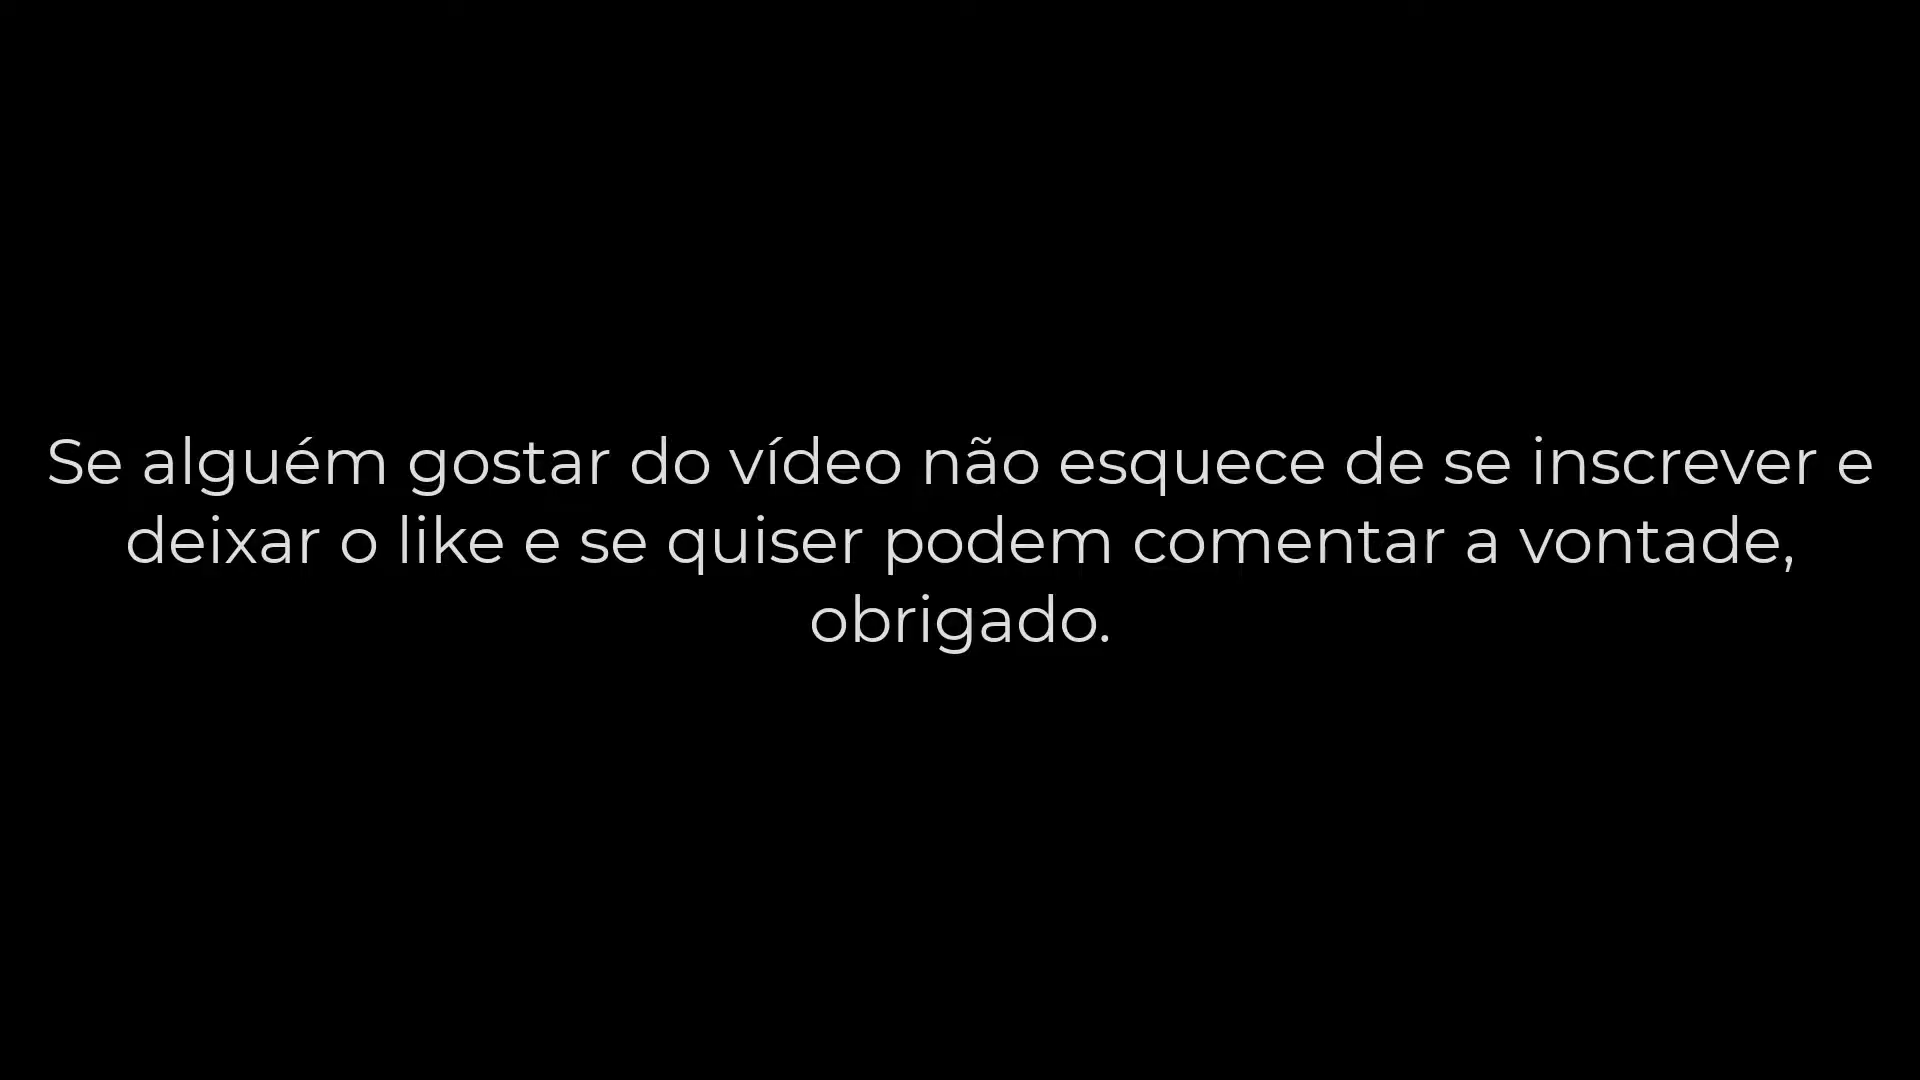 Se alguém gostar do vídeo não esquece de se inscrever e
deixar o like e se quiser podem comentar a vontade,
obrigado.